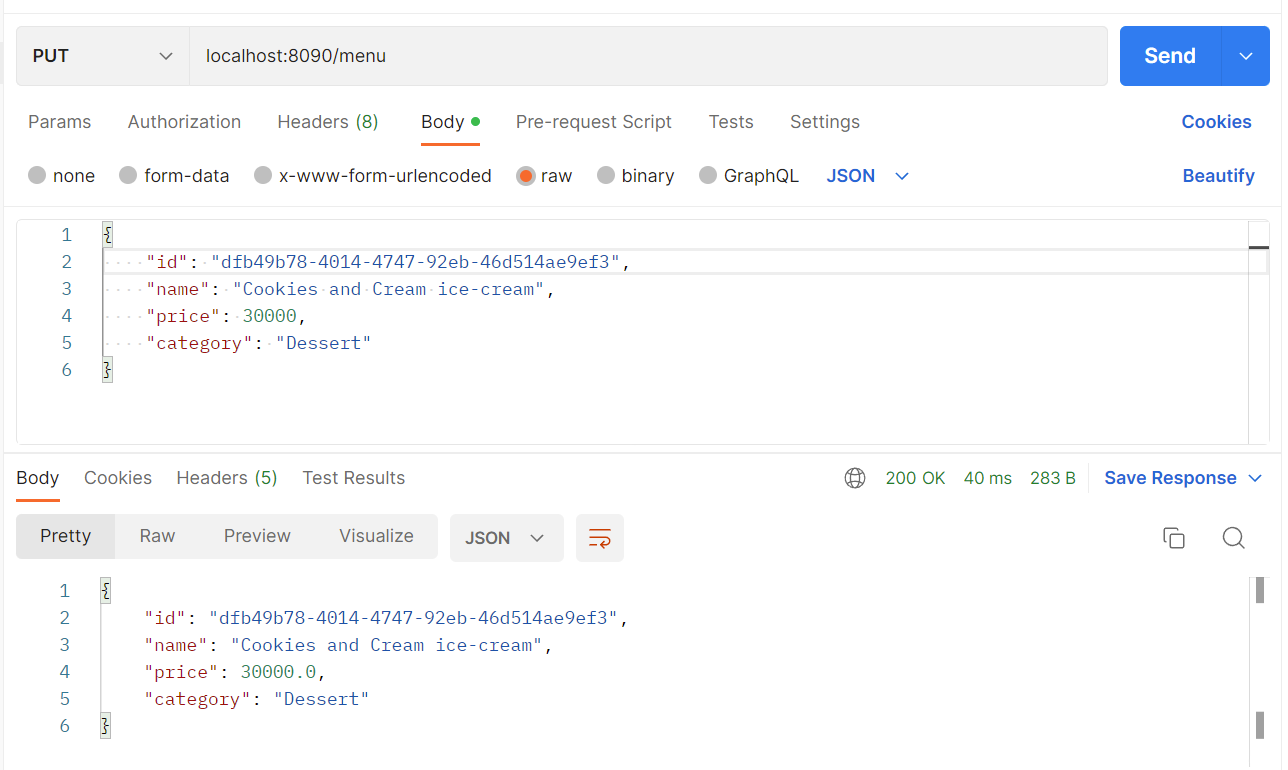 PUT localhost:8090/menu Send
Params Authorization Headers (8) Body Pre-request Script Tests Settings Cookies
none form-data x-www-form-urlencoded raw binary GraphQL JSON Beautify
1 {
2 "id": "dfb49b78-4014-4747-92eb-46d514ae9ef3",
3 "name": "Cookies and Cream ice-cream",
4 "price": 30000,
5 "category": "Dessert"
6 }
Body Cookies Headers (5) Test Results 200 OK 40 ms 283 B Save Response
Pretty Raw Preview Visualize JSON
1 {
2 "id": "dfb49b78-4014-4747-92eb-46d514ae9ef3",
3 "name": "Cookies and Cream ice-cream",
4 "price": 30000.0,
5 "category": "Dessert"
6 }